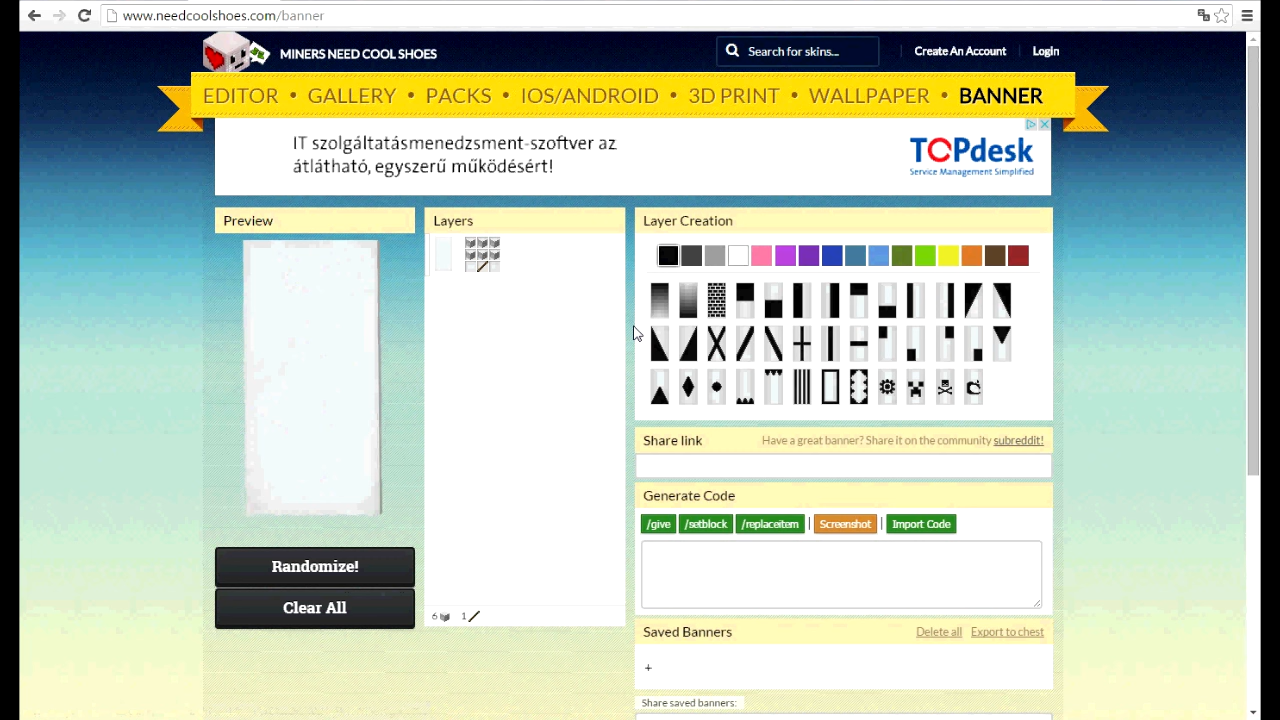 www.needcoolshoes.com/banner
MINERS NEED COOL SHOES
Search for skins...
Create An Account
Login
EDITOR • GALLERY • PACKS • IOS/ANDROID • 3D PRINT • WALLPAPER • BANNER
IT szolgáltatásmenedzsment-szoftver az
átlátható, egyszerű működésért!
TOPdesk
Service Management Simplified
Preview
Layers
Layer Creation
Share link
Have a great banner? Share it on the community subreddit!
Generate Code
/give
/setblock
/replaceitem
|
Screenshot
|
Import Code
Randomize!
Clear All
6
1
Saved Banners
Delete all
Export to chest
+
Share saved banners: